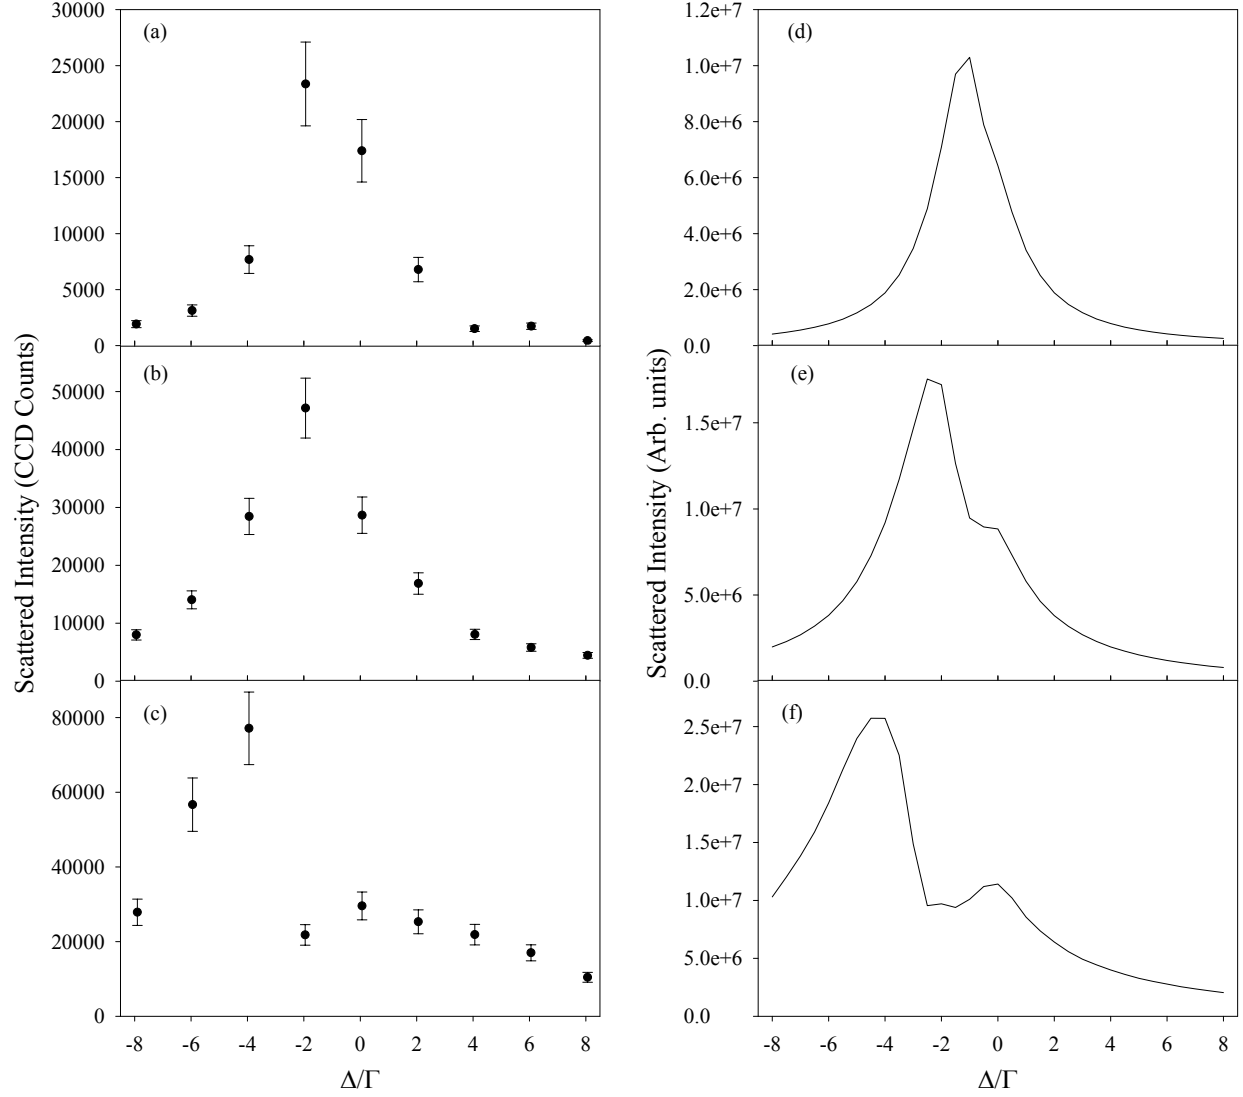 Scattered Intensity (CCD Counts)
(a)
30000
25000
20000
15000
10000
5000
0
(b)
50000
40000
30000
20000
10000
0
(c)
80000
60000
40000
20000
0
-8 -6 -4 -2 0 2 4 6 8
Δ/Γ
Scattered Intensity (Arb. units)
(d)
1.2e+7
1.0e+7
8.0e+6
6.0e+6
4.0e+6
2.0e+6
0.0
(e)
1.5e+7
1.0e+7
5.0e+6
0.0
(f)
2.5e+7
2.0e+7
1.5e+7
1.0e+7
5.0e+6
0.0
-8 -6 -4 -2 0 2 4 6 8
Δ/Γ